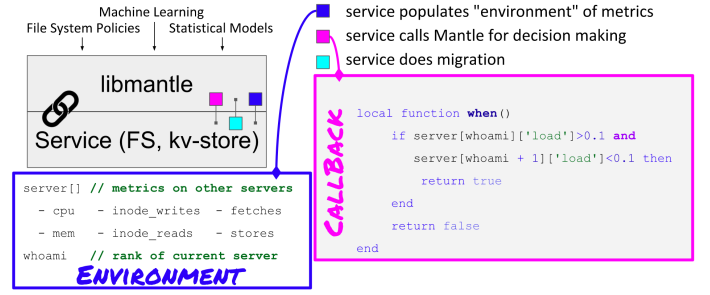 Machine Learning
File System Policies
Statistical Models
libmantle
Service (FS, kv-store)
service populates "environment" of metrics
service calls Mantle for decision making
service does migration
server[] // metrics on other servers
- cpu - inode_writes - fetches
- mem - inode_reads - stores
whoami // rank of current server
ENVIRONMENT
CALLBACK
local function when()
if server[whoami]['load']>0.1 and
server[whoami + 1]['load']<0.1 then
return true
end
return false
end